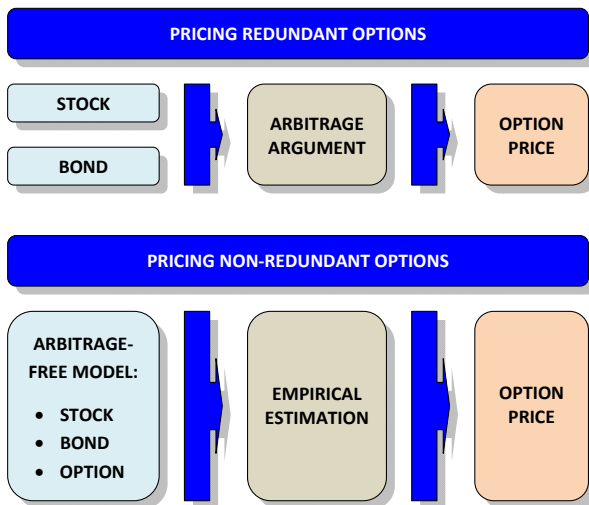 PRICING REDUNDANT OPTIONS
STOCK
BOND
ARBITRAGE
ARGUMENT
OPTION
PRICE
PRICING NON-REDUNDANT OPTIONS
ARBITRAGE-
FREE MODEL:
• STOCK
• BOND
• OPTION
EMPIRICAL
ESTIMATION
OPTION
PRICE